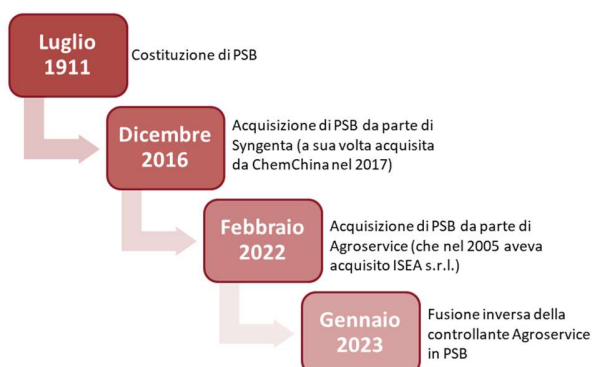 Luglio
1911
Costituzione di PSB
Dicembre
2016
Acquisizione di PSB da parte di
Syngenta (a sua volta acquisita
da ChemChina nel 2017)
Febbraio
2022
Acquisizione di PSB da parte di
Agroservice (che nel 2005 aveva
acquisito ISEA s.r.l.)
Gennaio
2023
Fusione inversa della
controllante Agroservice
in PSB